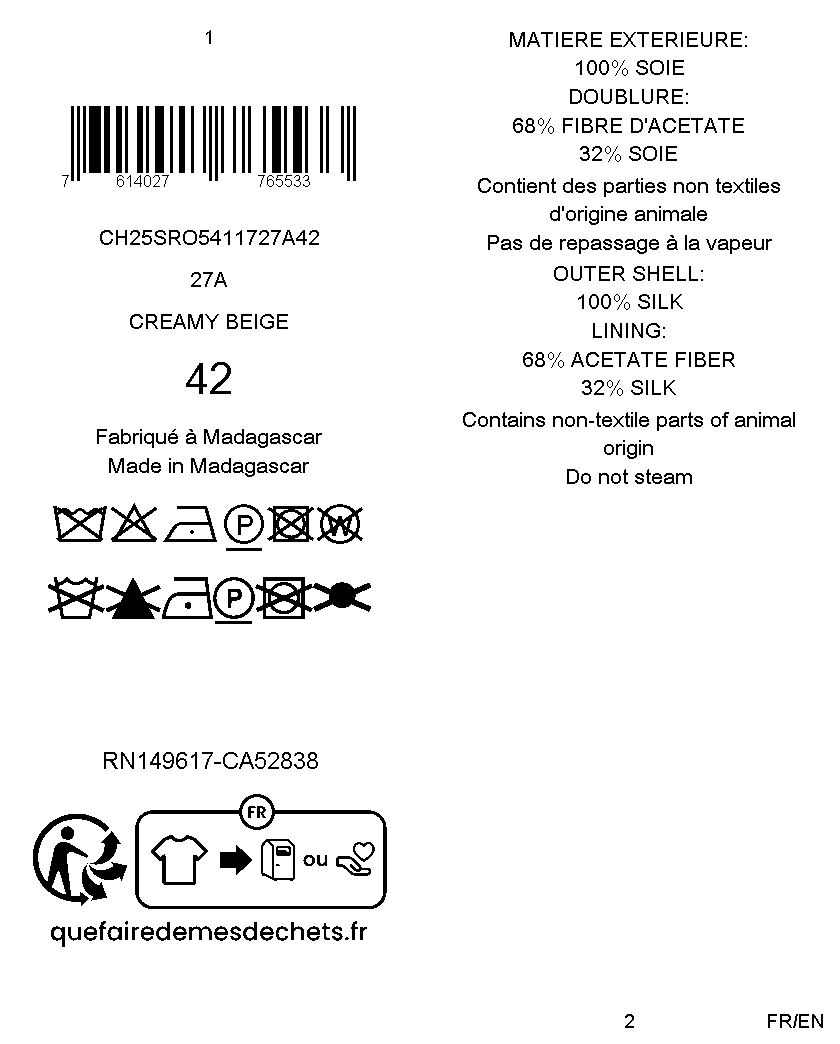 1
7 614027 765533
CH25SRO5411727A42
27A
CREAMY BEIGE
42
Fabriqué à Madagascar
Made in Madagascar
P W
P
RN149617-CA52838
FR
ou
quefairedemesdechets.fr
MATIERE EXTERIEURE:
100% SOIE
DOUBLURE:
68% FIBRE D'ACETATE
32% SOIE
Contient des parties non textiles
d'origine animale
Pas de repassage à la vapeur
OUTER SHELL:
100% SILK
LINING:
68% ACETATE FIBER
32% SILK
Contains non-textile parts of animal
origin
Do not steam
2
FR/EN